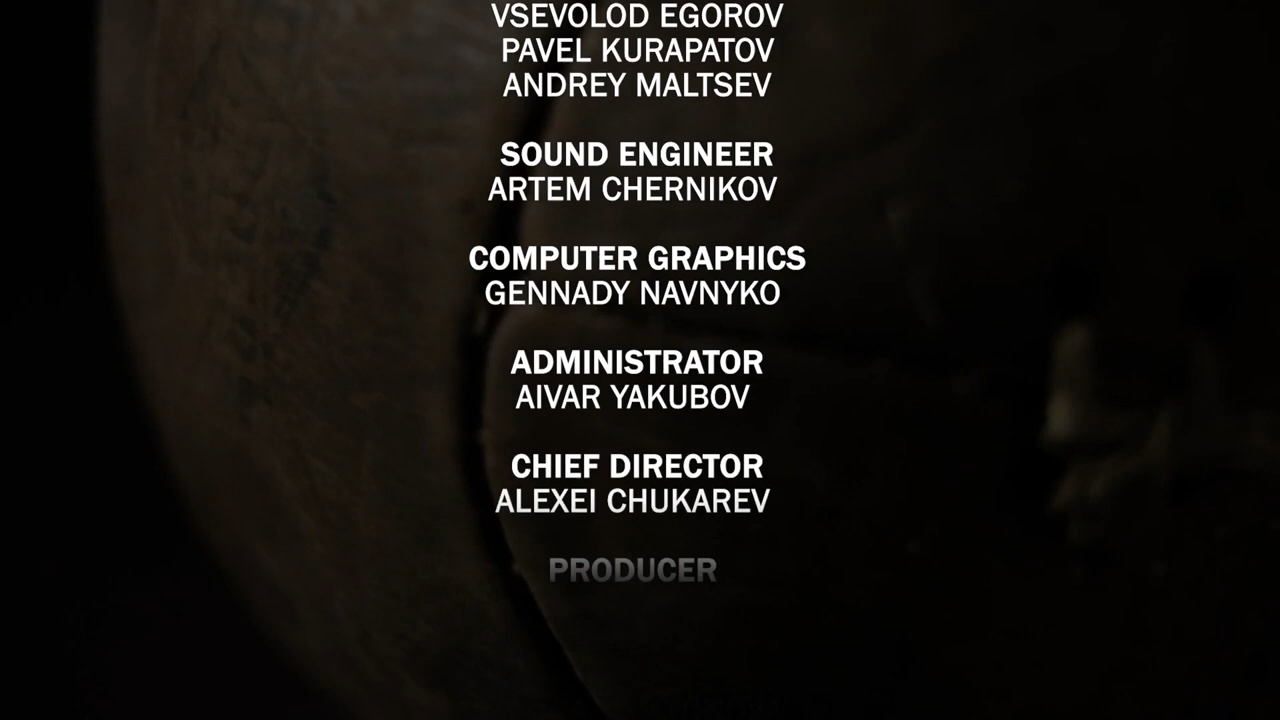 VSEVOLOD EGOROV
PAVEL KURAPATOV
ANDREY MALTSEV
SOUND ENGINEER
ARTEM CHERNIKOV
COMPUTER GRAPHICS
GENNADY NAVNYKO
ADMINISTRATOR
AIVAR YAKUBOV
CHIEF DIRECTOR
ALEXEI CHUKAREV
PRODUCER